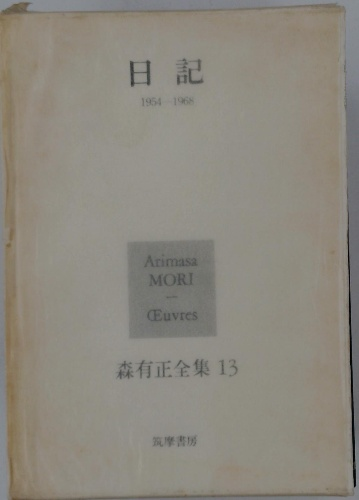 日記
1954–1968
Arimasa
MORI
—
Œuvres
森有正全集 13
筑摩書房